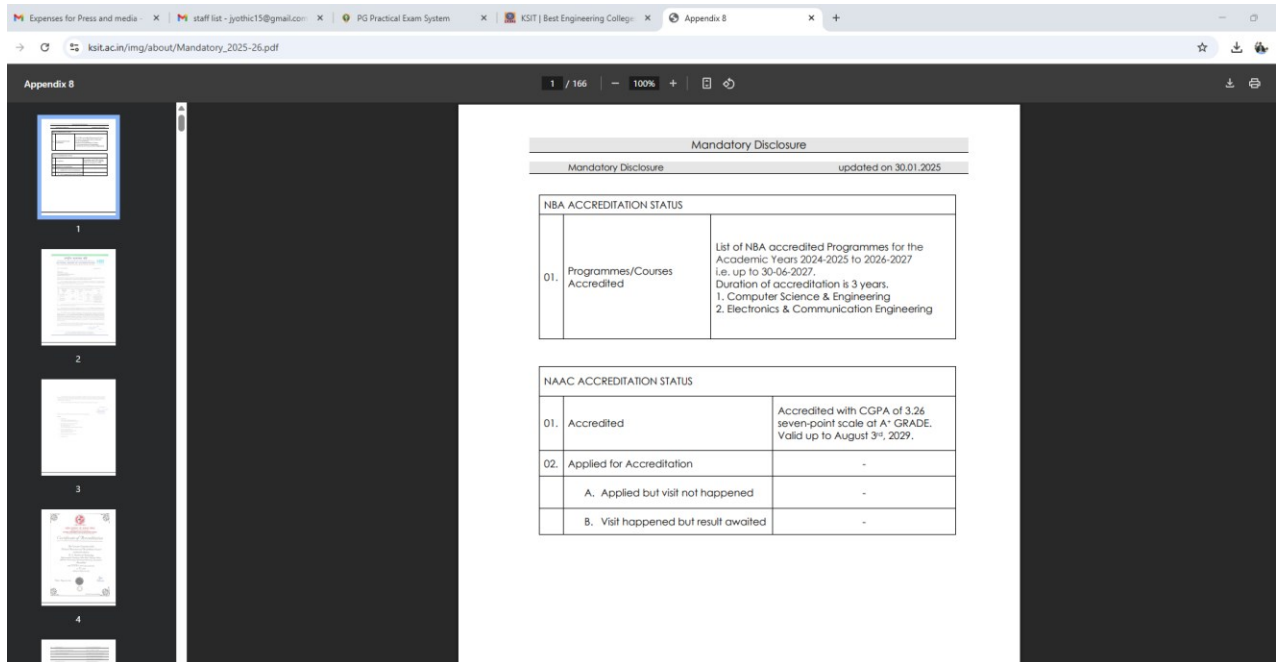 Expenses for Press and media -
staff list - jyothic15@gmail.com
PG Practical Exam System
KSIT | Best Engineering College
Appendix 8
ksit.ac.in/img/about/Mandatory_2025-26.pdf
Appendix 8
1 / 166
100%
Mandatory Disclosure
Mandatory Disclosure updated on 30.01.2025
NBA ACCREDITATION STATUS
01. Programmes/Courses Accredited
List of NBA accredited Programmes for the
Academic Years 2024-2025 to 2026-2027
i.e. up to 30-06-2027.
Duration of accreditation is 3 years.
1. Computer Science & Engineering
2. Electronics & Communication Engineering
NAAC ACCREDITATION STATUS
01. Accredited
Accredited with CGPA of 3.26
seven-point scale at A⁺ GRADE.
Valid up to August 3rd, 2029.
02. Applied for Accreditation -
A. Applied but visit not happened -
B. Visit happened but result awaited -
1
2
3
Certificate of Accreditation
4